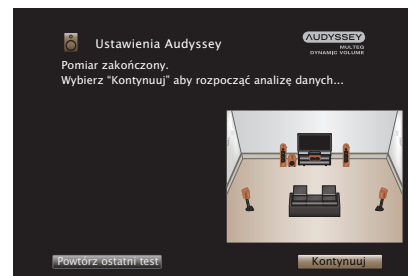 Ustawienia Audyssey
AUDYSSEY
MULTEQ
DYNAMIC VOLUME
Pomiar zakończony.
Wybierz “Kontynuuj” aby rozpocząć analizę danych...
Powtórz ostatni test
Kontynuuj